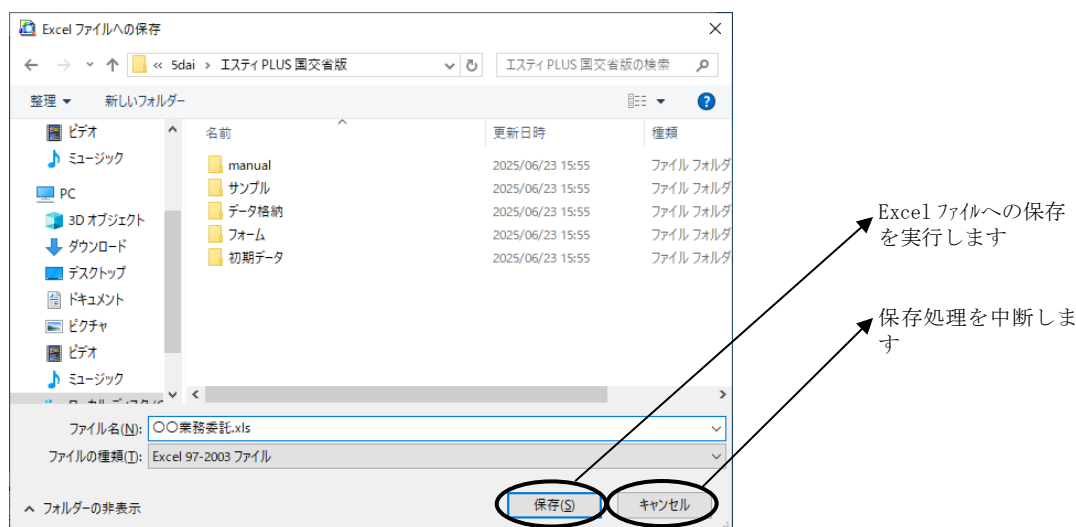 Excel ファイルへの保存
« 5dai › エスティ PLUS 国交省版
エスティ PLUS 国交省版の検索
整理
新しいフォルダー
名前 更新日時 種類
ビデオ
ミュージック
PC
3D オブジェクト
ダウンロード
デスクトップ
ドキュメント
ピクチャ
ビデオ
ミュージック
manual 2025/06/23 15:55 ファイル フォルダ
サンプル 2025/06/23 15:55 ファイル フォルダ
データ格納 2025/06/23 15:55 ファイル フォルダ
フォーム 2025/06/23 15:55 ファイル フォルダ
初期データ 2025/06/23 15:55 ファイル フォルダ
ファイル名(N): 〇〇業務委託.xls
ファイルの種類(T): Excel 97-2003 ファイル
フォルダーの非表示
保存(S)
キャンセル
Excel ファイルへの保存
を実行します
保存処理を中断しま
す